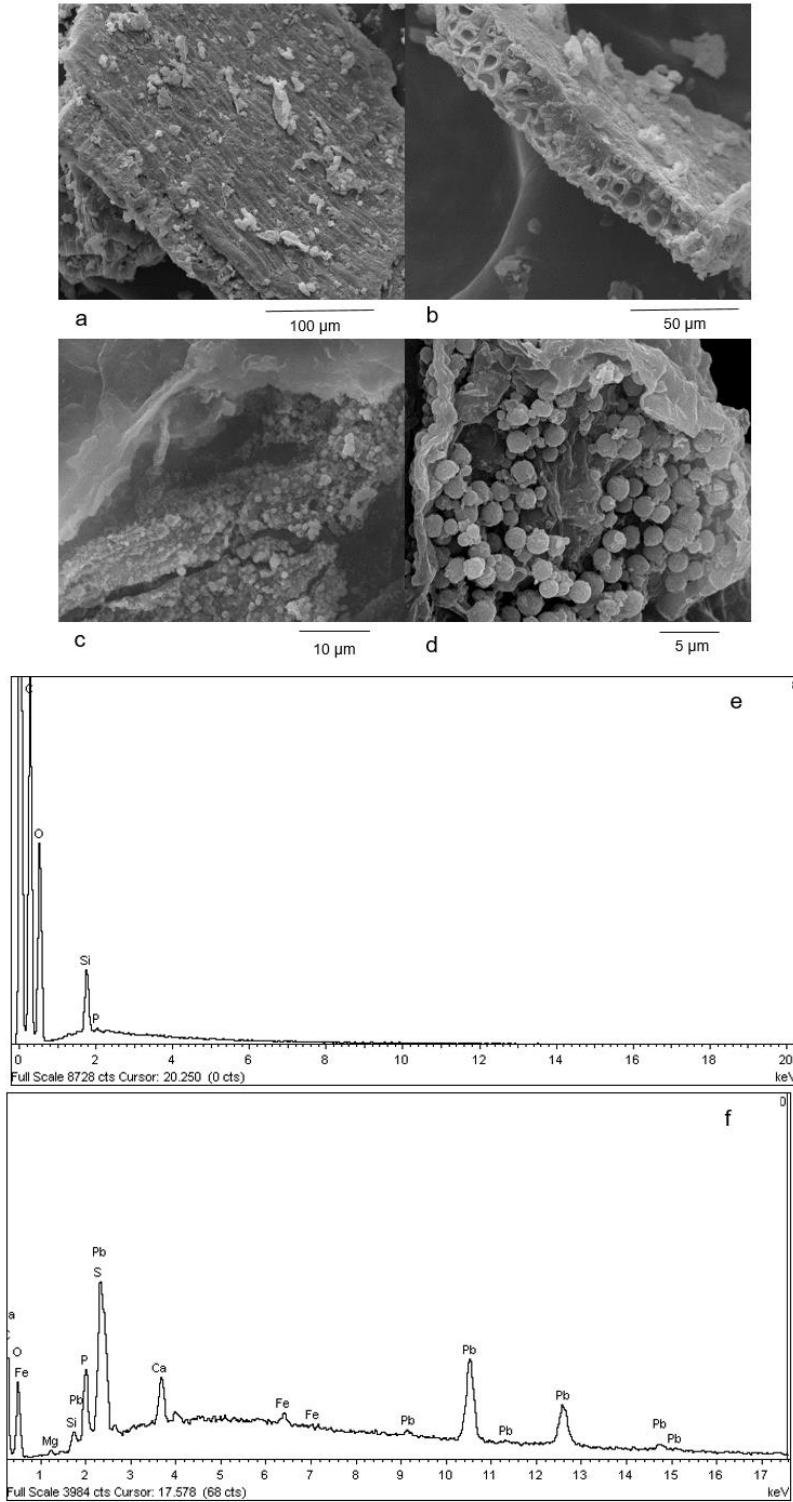 a
100 µm
b
50 µm
c
10 µm
d
5 µm
e
C
O
Si
P
0 2 4 6 8 10 12 14 16 18 20
Full Scale 8728 cts Cursor: 20.250 (0 cts)
keV
f
Pb
S
a
O
P
Ca
Pb
Fe
Pb
Fe
Pb
Si
Fe
Pb
Pb
Pb
Mg
Pb
1 2 3 4 5 6 7 8 9 10 11 12 13 14 15 16 17
Full Scale 3984 cts Cursor: 17.578 (68 cts)
keV